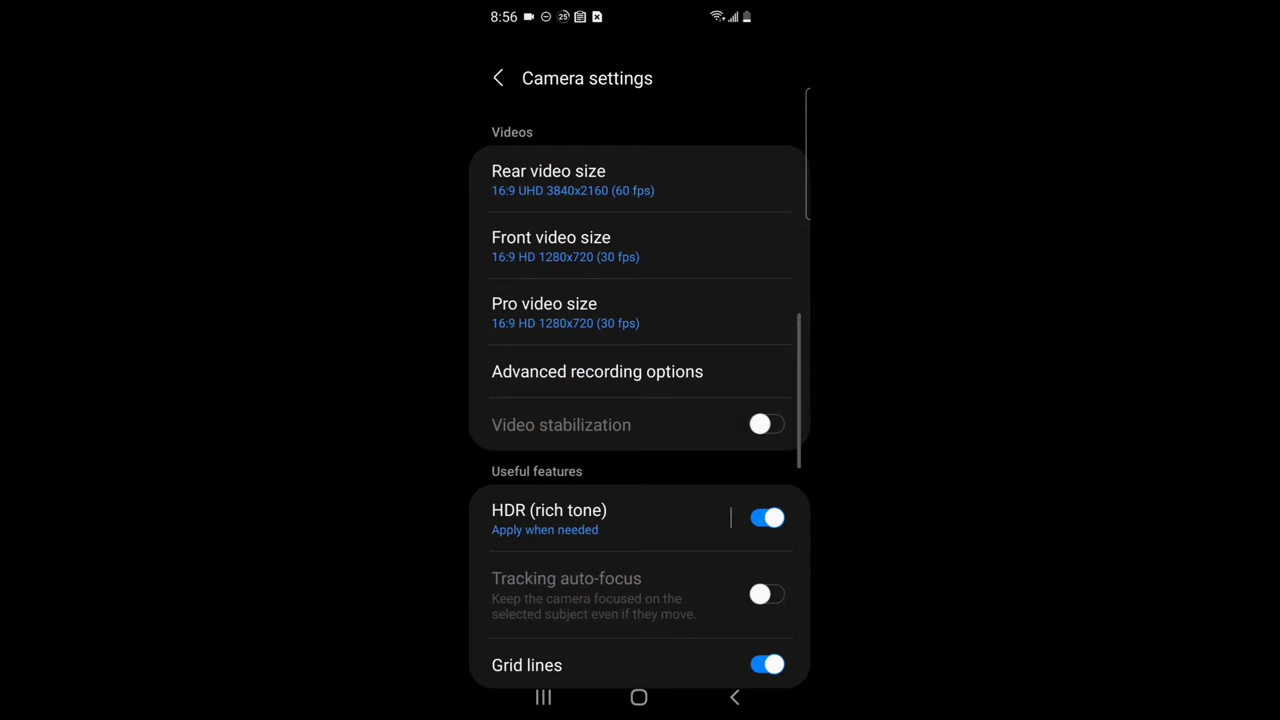 8:56
25
Camera settings
Videos
Rear video size
16:9 UHD 3840x2160 (60 fps)
Front video size
16:9 HD 1280x720 (30 fps)
Pro video size
16:9 HD 1280x720 (30 fps)
Advanced recording options
Video stabilization
Useful features
HDR (rich tone)
Apply when needed
Tracking auto-focus
Keep the camera focused on the
selected subject even if they move.
Grid lines